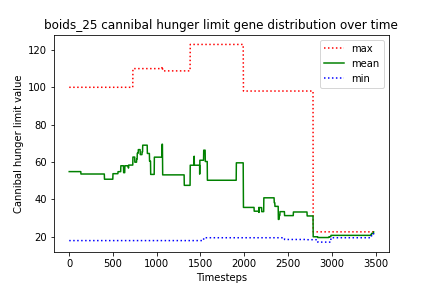 boids_25 cannibal hunger limit gene distribution over time
max
mean
min
Cannibal hunger limit value
120
100
80
60
40
20
0 500 1000 1500 2000 2500 3000 3500
Timesteps